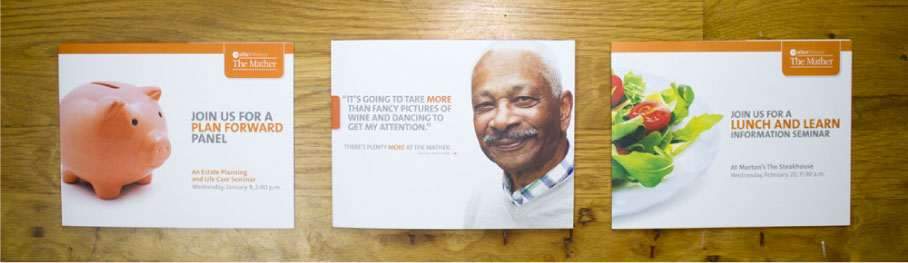 The Mather
JOIN US FOR A
PLAN FORWARD
PANEL
An Estate Planning
and Life Care Seminar
Wednesday, January 9, 2:00 p.m.
"IT'S GOING TO TAKE MORE
THAN FANCY PICTURES OF
WINE AND DANCING TO
GET MY ATTENTION."
THERE'S PLENTY MORE AT THE MATHER.
The Mather
JOIN US FOR A
LUNCH AND LEARN
INFORMATION SEMINAR
At Morton's The Steakhouse
Wednesday, February 20, 11:30 a.m.